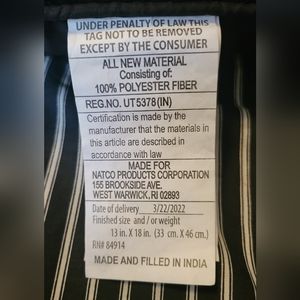 UNDER PENALTY OF LAW THIS
TAG NOT TO BE REMOVED
EXCEPT BY THE CONSUMER
ALL NEW MATERIAL
Consisting of:
100% POLYESTER FIBER
REG.NO. UT5378(IN)
Certification is made by the
manufacturer that the materials in
this article are described in
accordance with law
MADE FOR
NATCO PRODUCTS CORPORATION
155 BROOKSIDE AVE.
WEST WARWICK, RI 02893
Date of delivery 3/22/2022
Finished size and / or weight
13 in. X 18 in. (33 cm. X 46 cm.)
RN# 84914
MADE AND FILLED IN INDIA